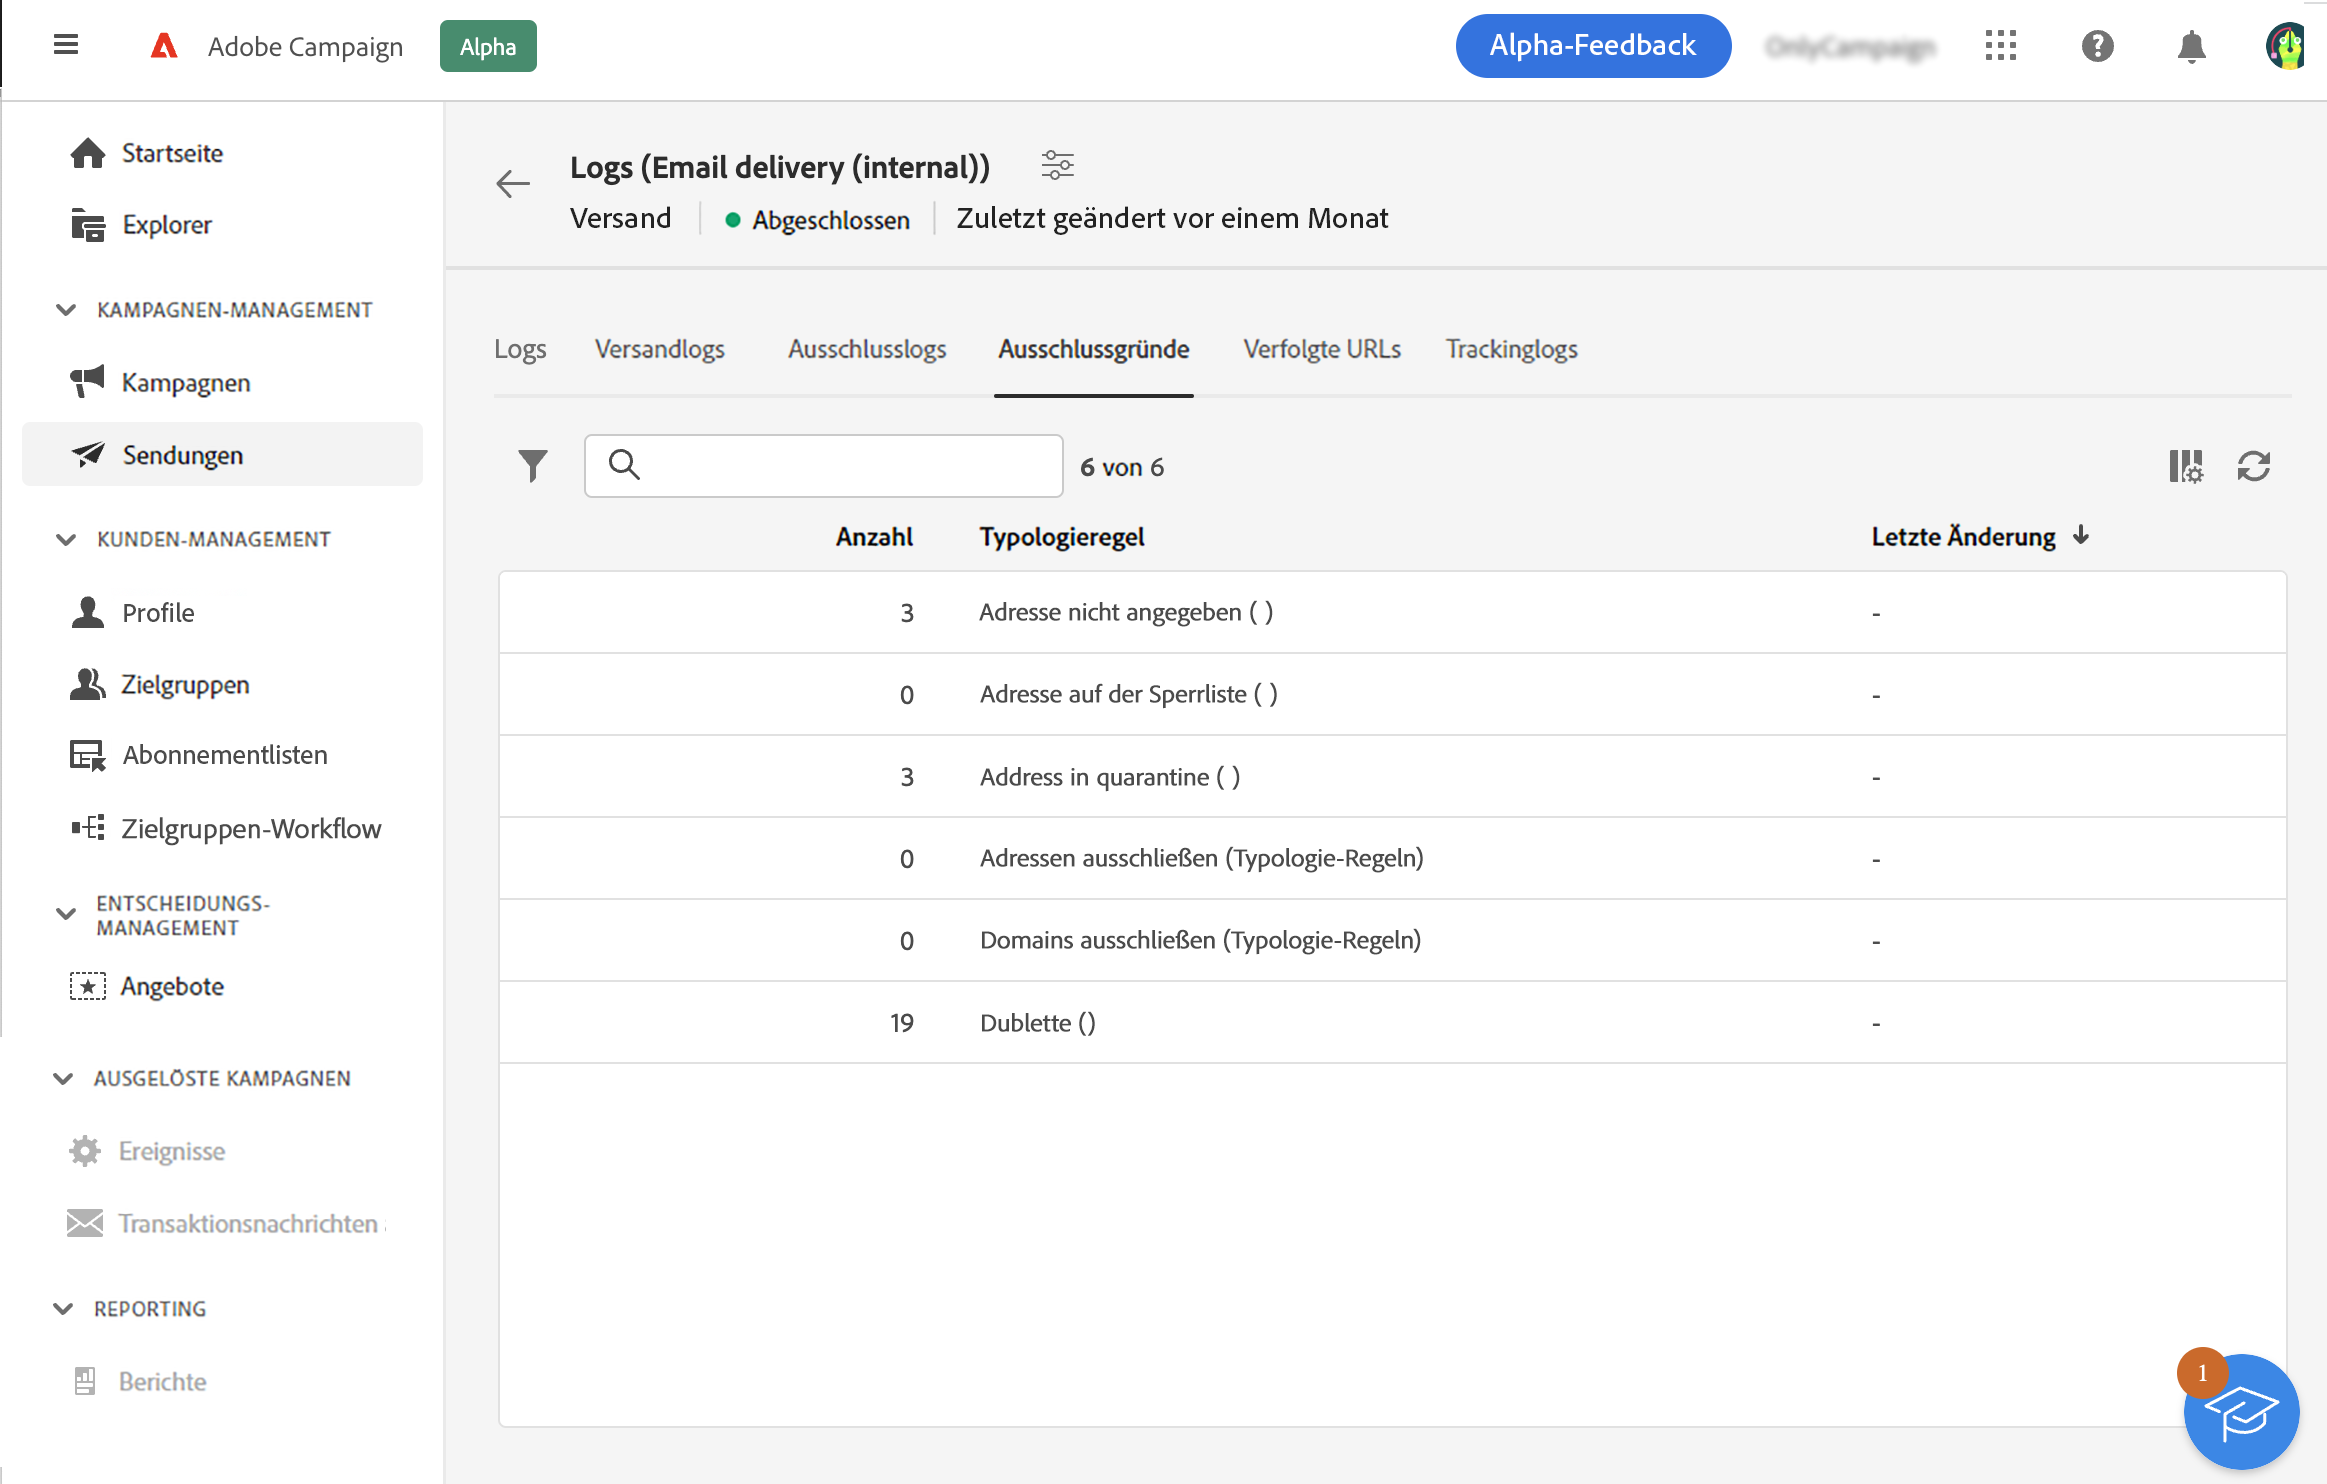 Adobe Campaign
Alpha
Alpha-Feedback
Startseite
Explorer
KAMPAGNEN-MANAGEMENT
Kampagnen
Sendungen
KUNDEN-MANAGEMENT
Profile
Zielgruppen
Abonnementlisten
Zielgruppen-Workflow
ENTSCHEIDUNGS-
MANAGEMENT
Angebote
AUSGELÖSTE KAMPAGNEN
Ereignisse
Transaktionsnachrichten
REPORTING
Berichte
Logs (Email delivery (internal))
Versand Abgeschlossen Zuletzt geändert vor einem Monat
Logs Versandlogs Ausschlusslogs Ausschlussgründe Verfolgte URLs Trackinglogs
6 von 6
Anzahl Typologieregel Letzte Änderung
3 Adresse nicht angegeben ( ) -
0 Adresse auf der Sperrliste ( ) -
3 Address in quarantine ( ) -
0 Adressen ausschließen (Typologie-Regeln) -
0 Domains ausschließen (Typologie-Regeln) -
19 Dublette () -
1